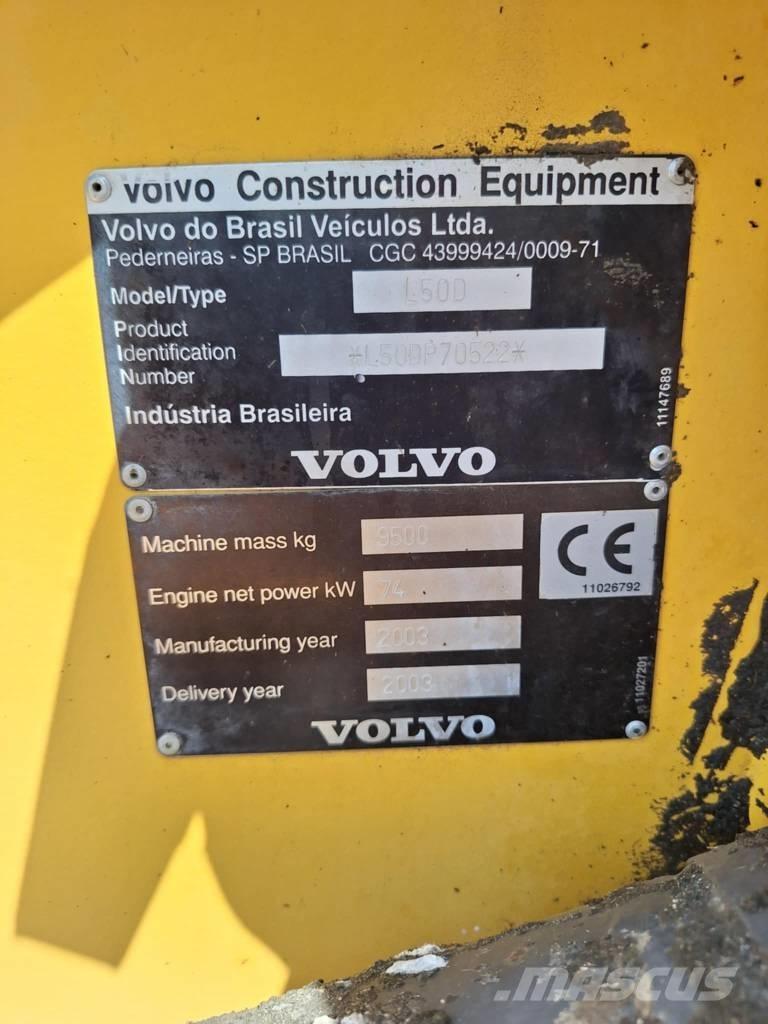 Volvo Construction Equipment
Volvo do Brasil Veículos Ltda.
Pederneiras - SP BRASIL CGC 43999424/0009-71
Model/Type L50D
Product
Identification *L50DP70522*
Number
11147689
Indústria Brasileira
VOLVO
Machine mass kg 9500
CE
Engine net power kW 74
11026792
Manufacturing year 2003
Delivery year 2003
11027201
VOLVO
MASCUS